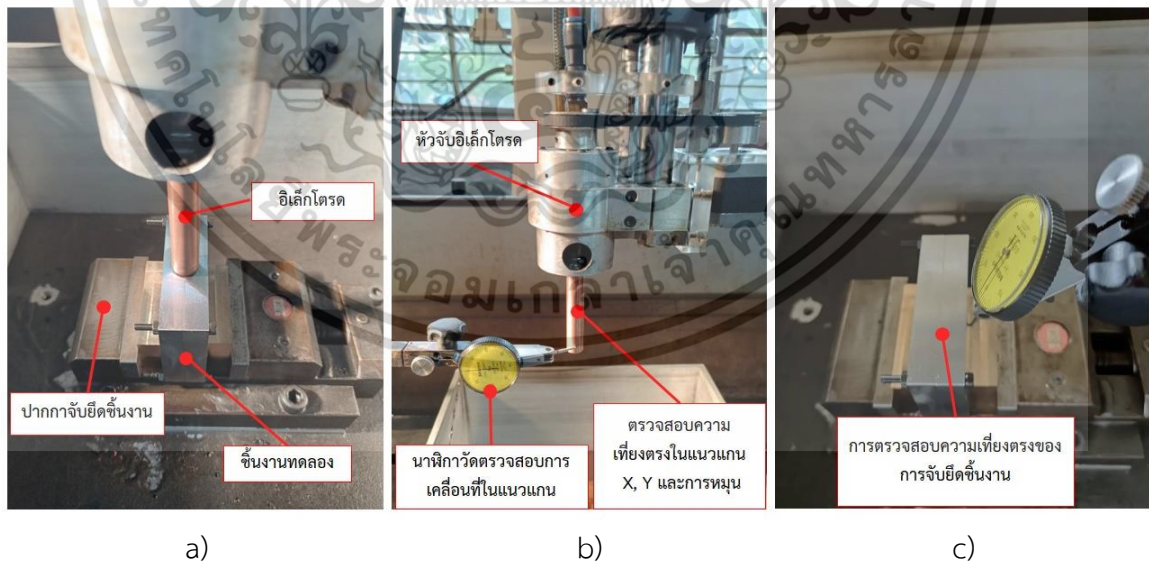 อิเล็กโตรด
ปากกาจับยึดชิ้นงาน
ชิ้นงานทดลอง
หัวจับอิเล็กโตรด
นาฬิกาวัดตรวจสอบการ
เคลื่อนที่ในแนวแกน
ตรวจสอบความ
เที่ยงตรงในแนวแกน
X, Y และการหมุน
การตรวจสอบความเที่ยงตรงของ
การจับยึดชิ้นงาน
a)
b)
c)